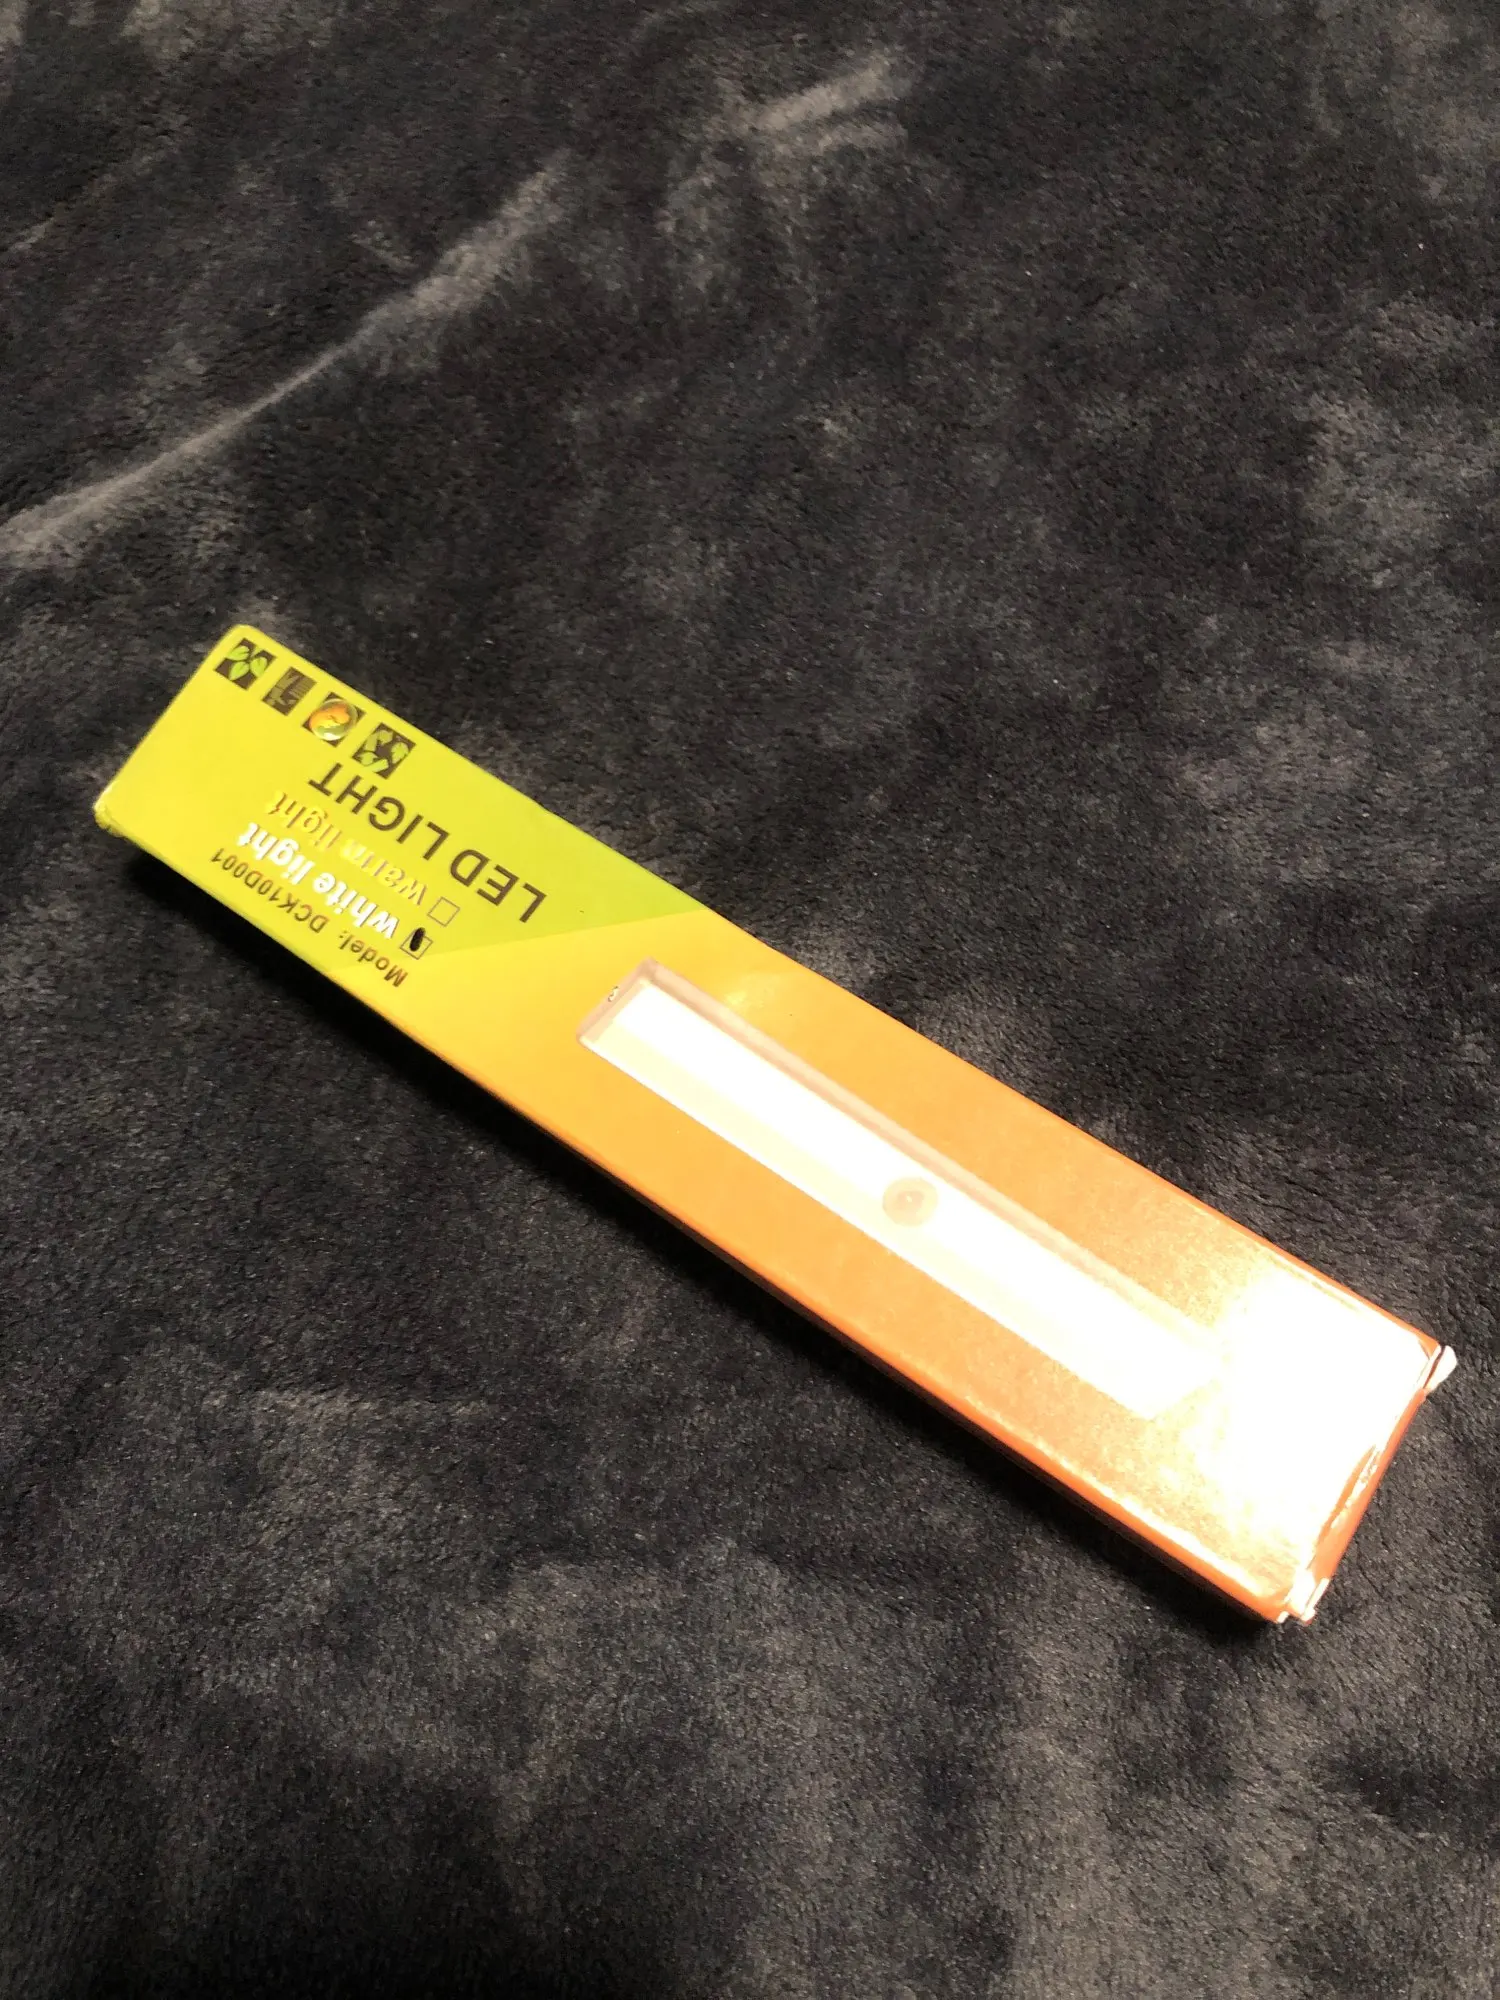 LED LIGHT
warm light
white light
Model: DCK10D001